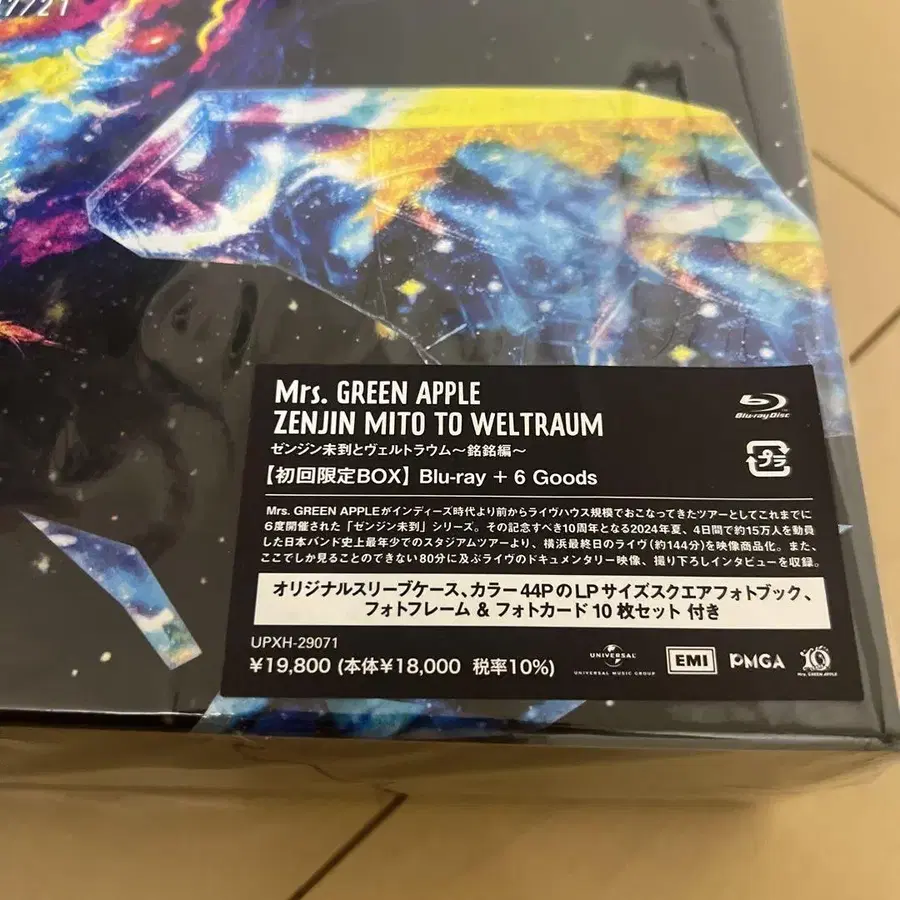 7/21
Mrs. GREEN APPLE
ZENJIN MITO TO WELTRAUM
ゼンジン未到とヴェルトラウム〜銘銘編〜
【初回限定BOX】 Blu-ray + 6 Goods
Blu-ray Disc
プラ
Mrs. GREEN APPLEがインディーズ時代より前からライヴハウス規模でおこなってきたツアーとしてこれまでに
6度開催された「ゼンジン未到」シリーズ。その記念すべき10周年となる2024年夏、4日間で約15万人を動員
した日本バンド史上最年少でのスタジアムツアーより、横浜最終日のライヴ(約144分)を映像商品化。また、
ここでしか見ることのできない80分に及ぶライヴのドキュメンタリー映像、撮り下ろしインタビューを収録。
オリジナルスリーブケース、カラー44PのLPサイズスクエアフォトブック、
フォトフレーム & フォトカード10枚セット 付き
UPXH-29071
¥19,800 (本体¥18,000 税率10%)
UNIVERSAL
UNIVERSAL MUSIC GROUP
EMI
PMGA
10
Mrs. GREEN APPLE